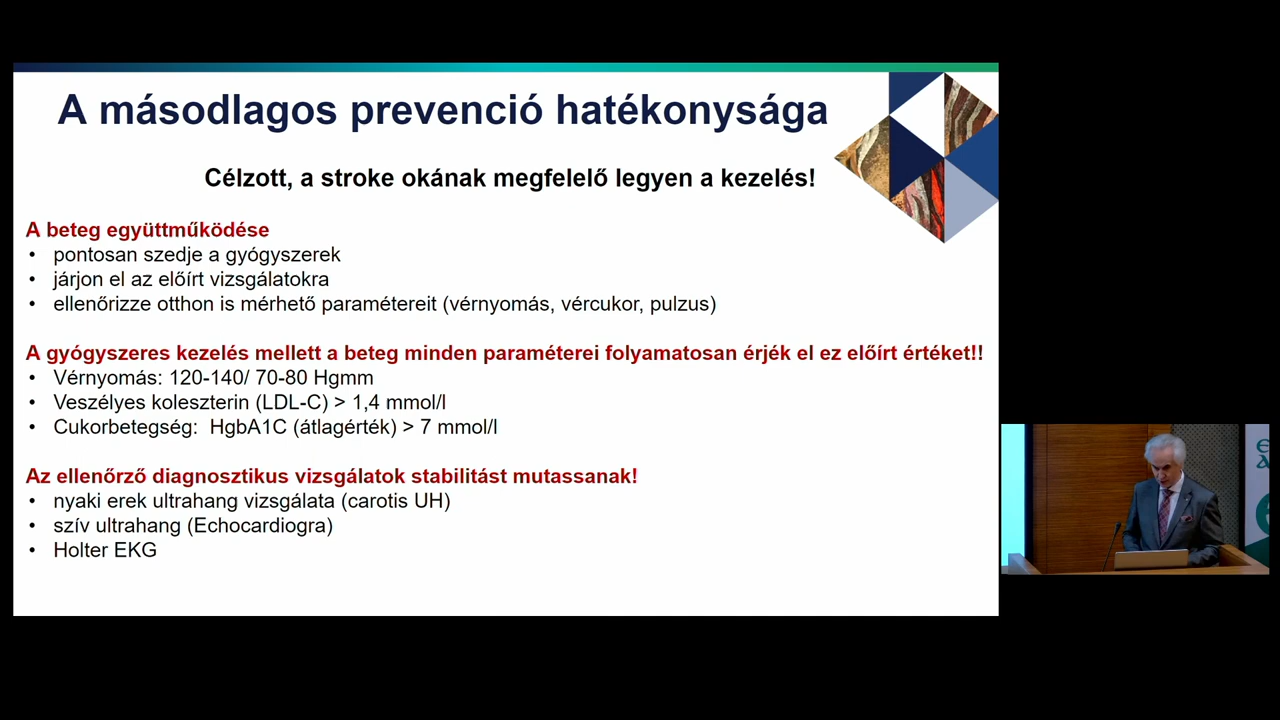 A másodlagos prevenció hatékonysága
Célzott, a stroke okának megfelelő legyen a kezelés!
A beteg együttműködése
• pontosan szedje a gyógyszerek
• járjon el az előírt vizsgálatokra
• ellenőrizze otthon is mérhető paramétereit (vérnyomás, vércukor, pulzus)
A gyógyszeres kezelés mellett a beteg minden paraméterei folyamatosan érjék el ez előírt értéket!!
• Vérnyomás: 120-140/ 70-80 Hgmm
• Veszélyes koleszterin (LDL-C) > 1,4 mmol/l
• Cukorbetegség: HgbA1C (átlagérték) > 7 mmol/l
Az ellenőrző diagnosztikus vizsgálatok stabilitást mutassanak!
• nyaki erek ultrahang vizsgálata (carotis UH)
• szív ultrahang (Echocardiogra)
• Holter EKG